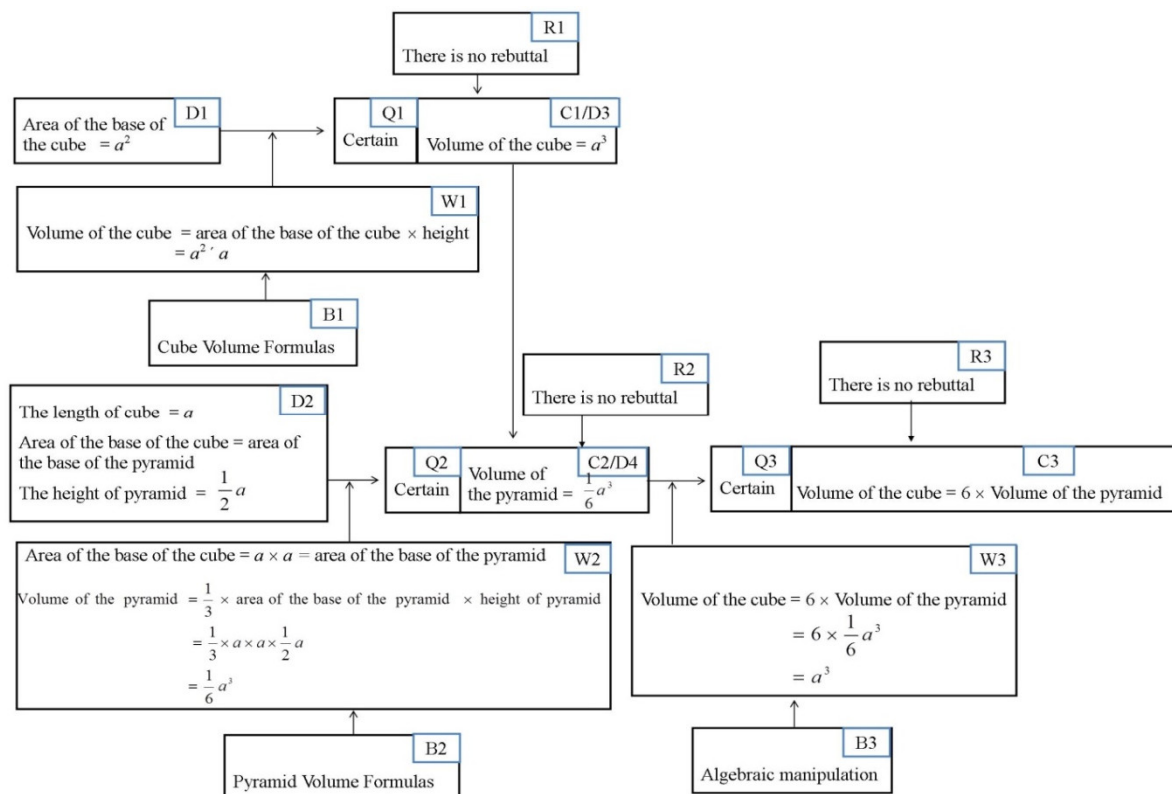 R1
There is no rebuttal
D1
Area of the base of
the cube = a²
Q1
Certain
C1/D3
Volume of the cube = a³
W1
Volume of the cube = area of the base of the cube × height
= a² ´ a
B1
Cube Volume Formulas
D2
The length of cube = a
Area of the base of the cube = area of
the base of the pyramid
The height of pyramid = 1/2 a
R2
There is no rebuttal
R3
There is no rebuttal
Q2
Certain
C2/D4
Volume of
the pyramid = 1/6 a³
Q3
Certain
C3
Volume of the cube = 6 × Volume of the pyramid
W2
Area of the base of the cube = a × a = area of the base of the pyramid
Volume of the pyramid = 1/3 × area of the base of the pyramid × height of pyramid
= 1/3 × a × a × 1/2 a
= 1/6 a³
W3
Volume of the cube = 6 × Volume of the pyramid
= 6 × 1/6 a³
= a³
B2
Pyramid Volume Formulas
B3
Algebraic manipulation